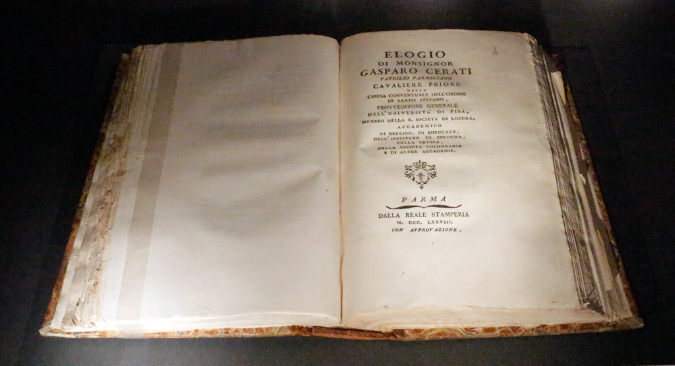 ELOGIO
DI MONSIGNOR
GASPARO CERATI
PATRIZIO PARMIGIANO
CAVALIERE PRIORE
DELLA
CHIESA CONVENTUALE DELL'ORDINE
DI SANTO STEFANO,
PROVVEDITORE GENERALE
DELL'UNIVERSITÀ DI PISA,
MEMBRO DELLA R. SOCIETÀ DI LONDRA,
ACCADEMICO
DI BERLINO, DI BORDEAUX,
DELL'INSTITUTO DI BOLOGNA,
DELLA CRUSCA,
DELLA SOCIETÀ COLOMBARIA
E DI ALTRE ACCADEMIE.
PARMA
DALLA REALE STAMPERIA
M. DCC. LXXVIII.
CON APPROVAZIONE.